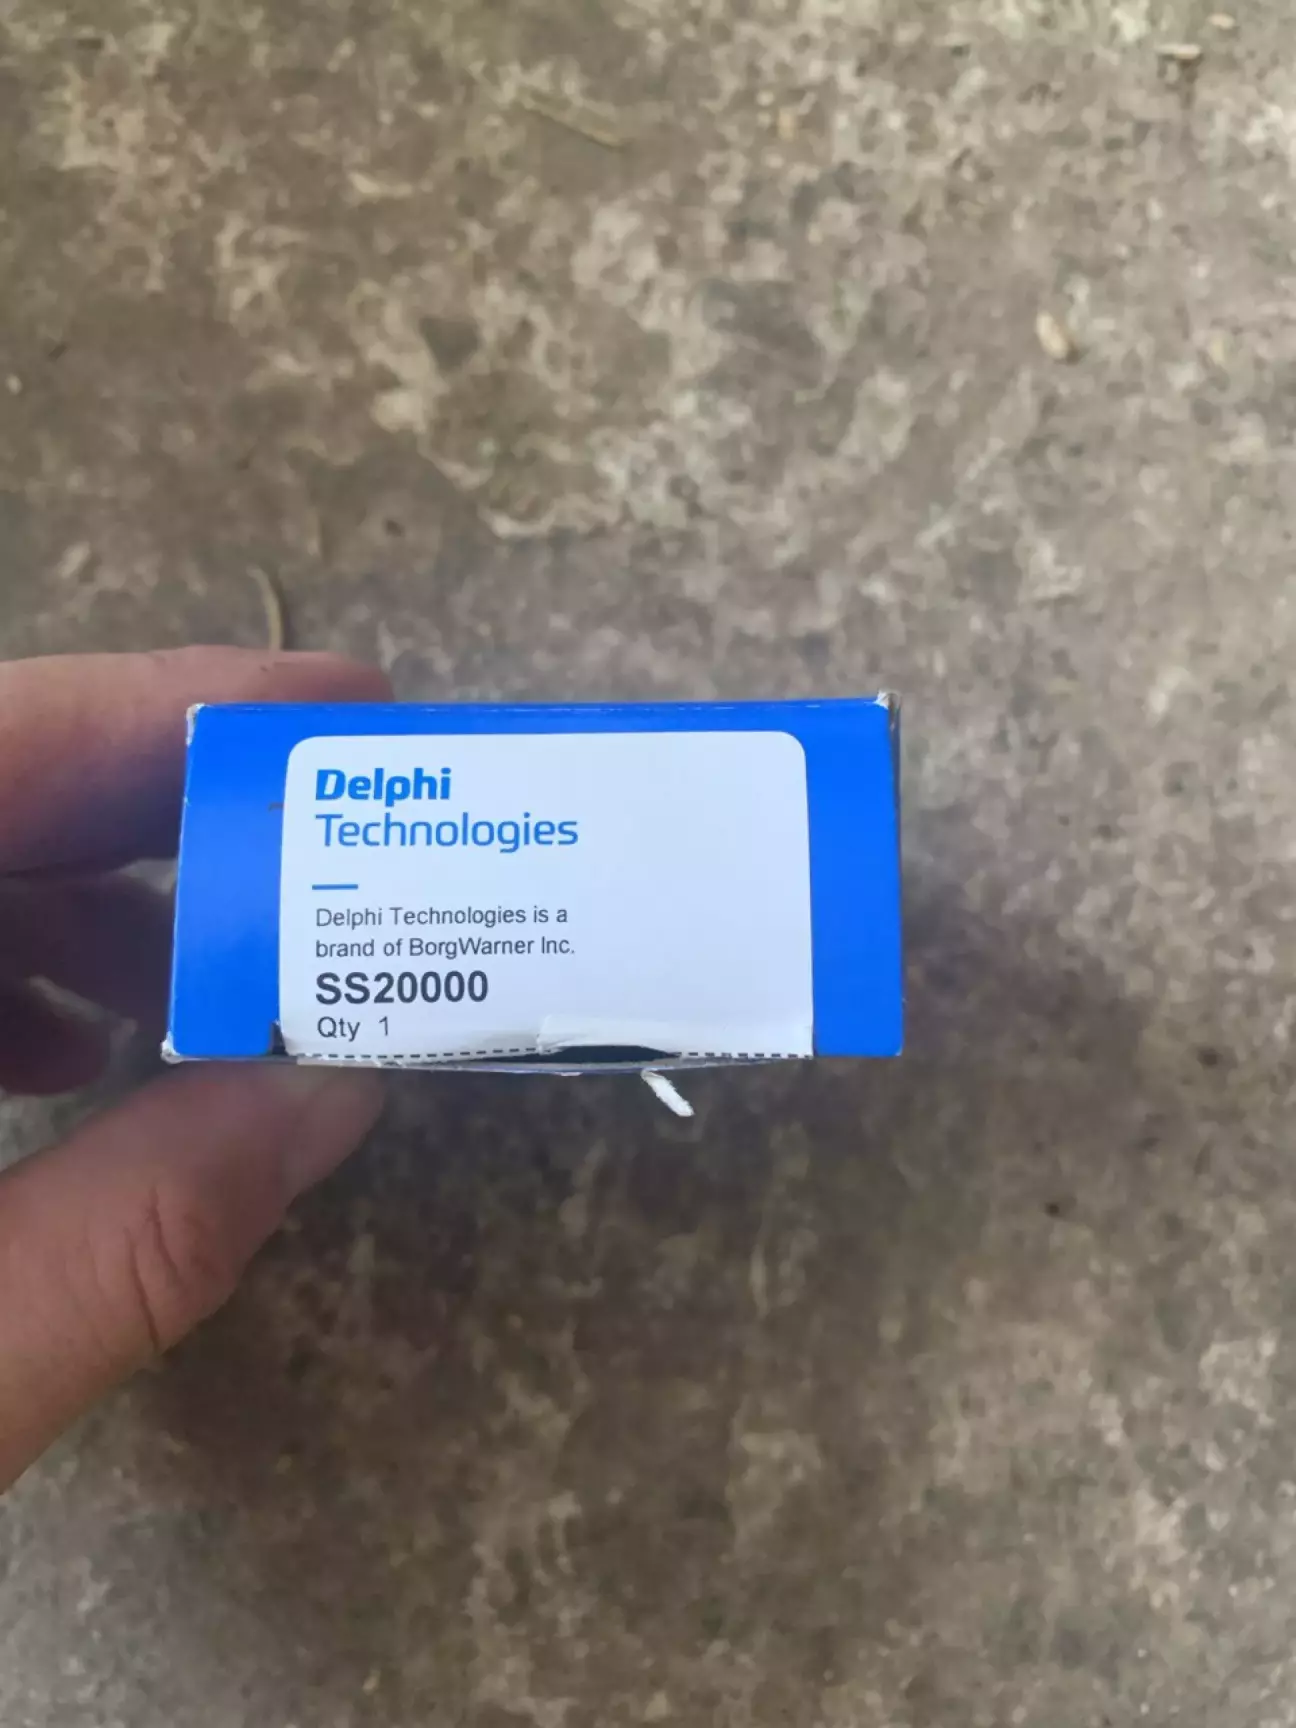 Delphi
Technologies
Delphi Technologies is a
brand of BorgWarner Inc.
SS20000
Qty 1